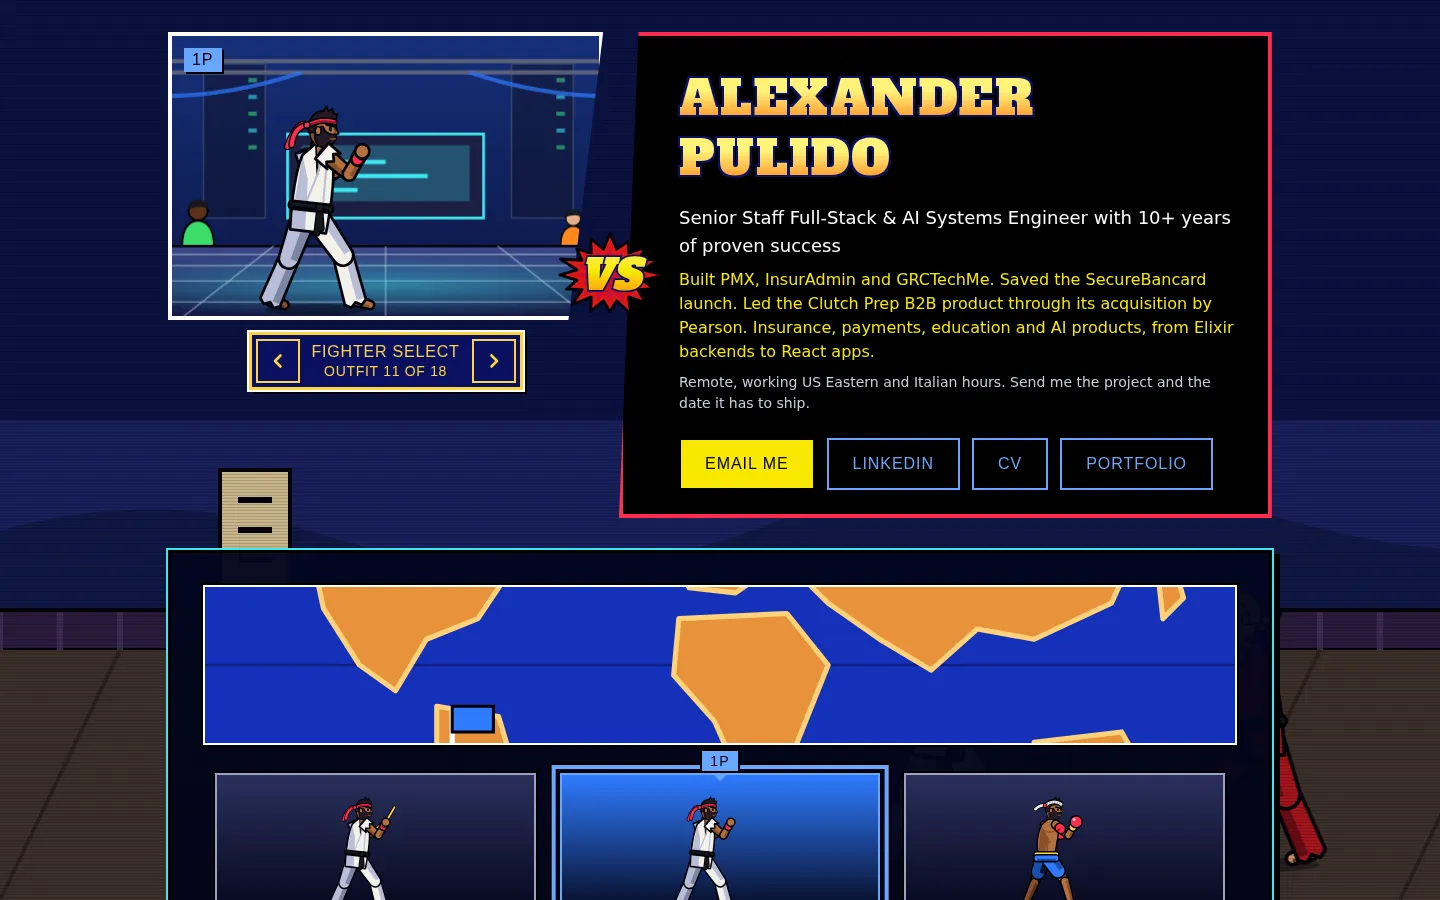 1P
ALEXANDER
PULIDO
Senior Staff Full-Stack & AI Systems Engineer with 10+ years
of proven success
Built PMX, InsurAdmin and GRCTechMe. Saved the SecureBancard
launch. Led the Clutch Prep B2B product through its acquisition by
Pearson. Insurance, payments, education and AI products, from Elixir
backends to React apps.
Remote, working US Eastern and Italian hours. Send me the project and the
date it has to ship.
VS
FIGHTER SELECT
OUTFIT 11 OF 18
EMAIL ME
LINKEDIN
CV
PORTFOLIO
1P